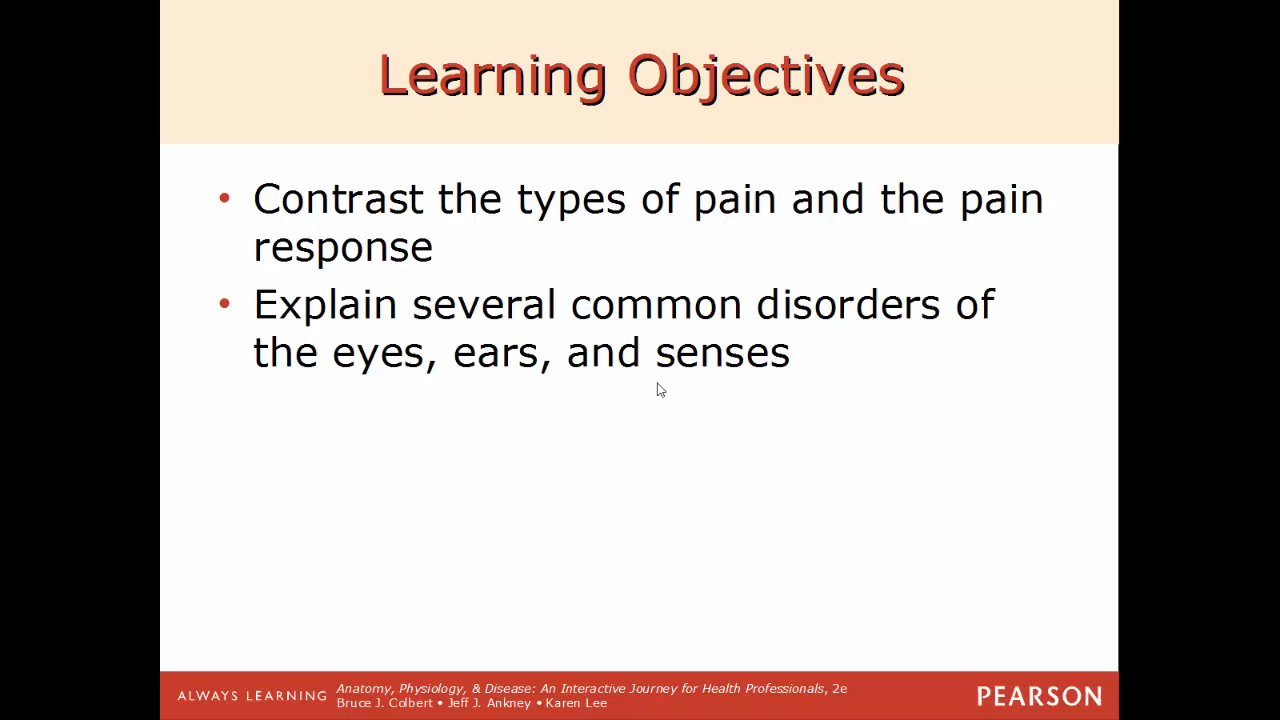 Learning Objectives
• Contrast the types of pain and the pain
response
• Explain several common disorders of
the eyes, ears, and senses
ALWAYS LEARNING
Anatomy, Physiology, & Disease: An Interactive Journey for Health Professionals, 2e
Bruce J. Colbert • Jeff J. Ankney • Karen Lee
PEARSON